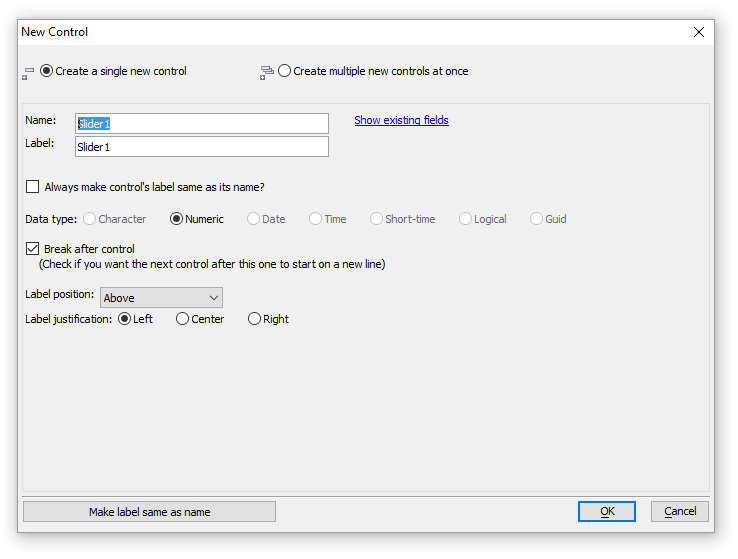 New Control
Create a single new control Create multiple new controls at once
Name: Slider1 Show existing fields
Label: Slider1
Always make control's label same as its name?
Data type: Character Numeric Date Time Short-time Logical Guid
Break after control
(Check if you want the next control after this one to start on a new line)
Label position: Above
Label justification: Left Center Right
Make label same as name OK Cancel